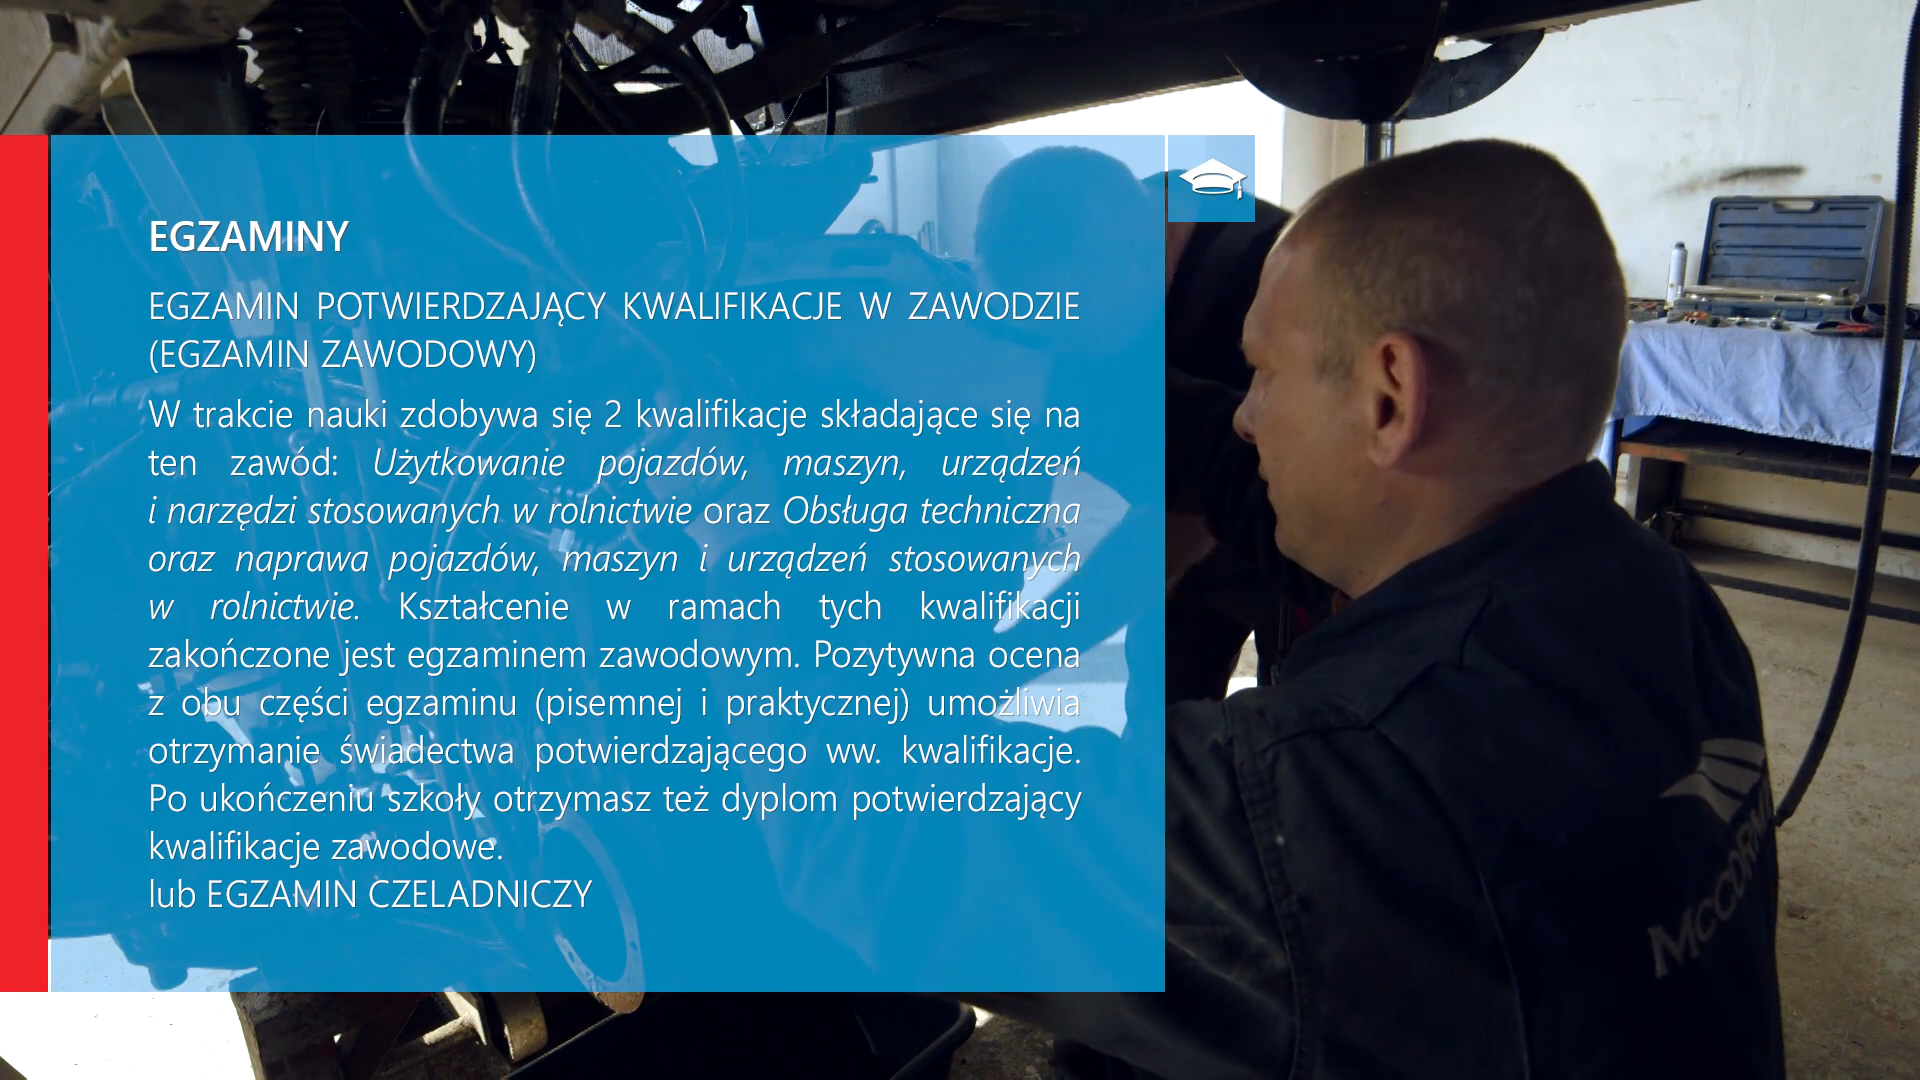 EGZAMINY
EGZAMIN POTWIERDZAJĄCY KWALIFIKACJE W ZAWODZIE
(EGZAMIN ZAWODOWY)
W trakcie nauki zdobywa się 2 kwalifikacje składające się na
ten zawód: Użytkowanie pojazdów, maszyn, urządzeń
i narzędzi stosowanych w rolnictwie oraz Obsługa techniczna
oraz naprawa pojazdów, maszyn i urządzeń stosowanych
w rolnictwie. Kształcenie w ramach tych kwalifikacji
zakończone jest egzaminem zawodowym. Pozytywna ocena
z obu części egzaminu (pisemnej i praktycznej) umożliwia
otrzymanie świadectwa potwierdzającego ww. kwalifikacje.
Po ukończeniu szkoły otrzymasz też dyplom potwierdzający
kwalifikacje zawodowe.
lub EGZAMIN CZELADNICZY